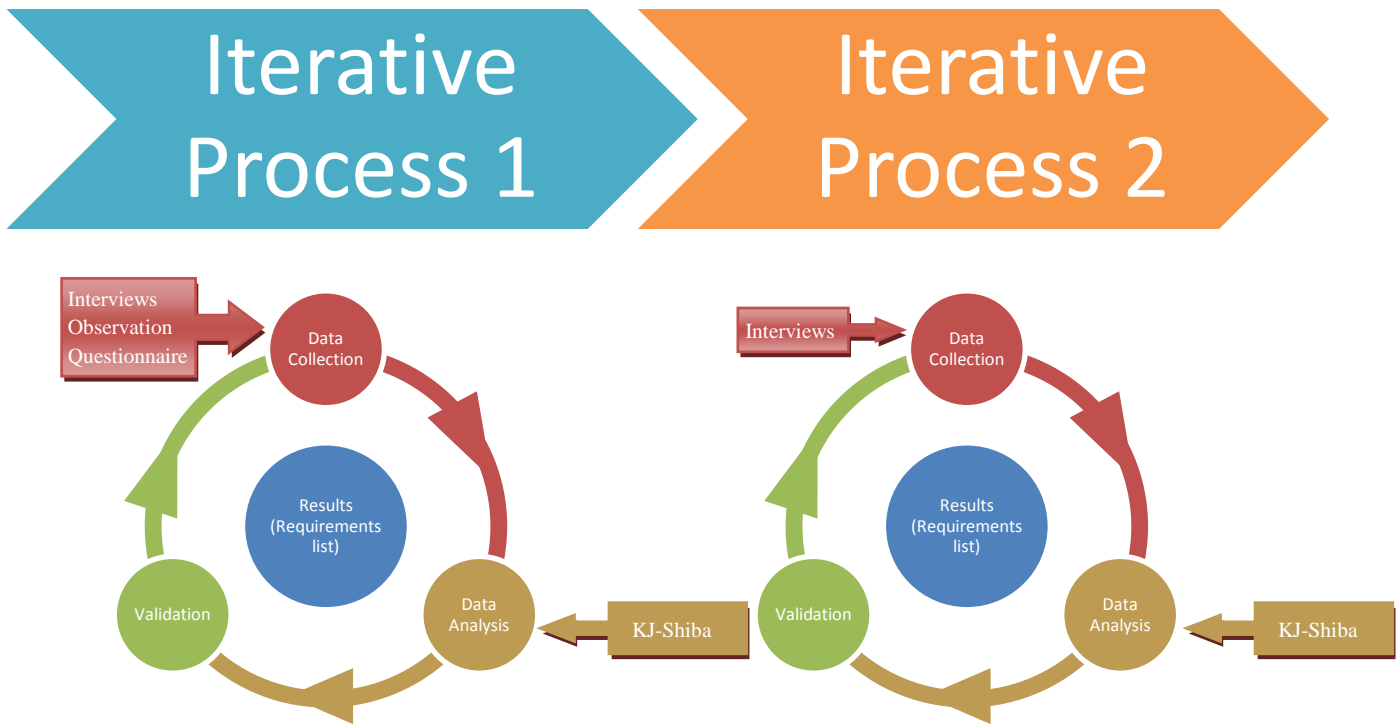 Iterative
Process 1
Iterative
Process 2
Interviews
Observation
Questionnaire
Data
Collection
Results
(Requirements
list)
Validation
Data
Analysis
KJ-Shiba
Interviews
Data
Collection
Results
(Requirements
list)
Validation
Data
Analysis
KJ-Shiba